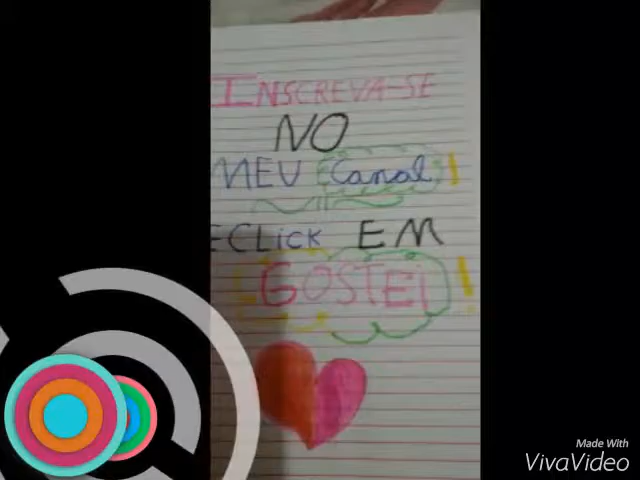 INSCREVA-SE
NO
MEU Canal!
E CLick EM
GOSTEi!
Made With
VivaVideo